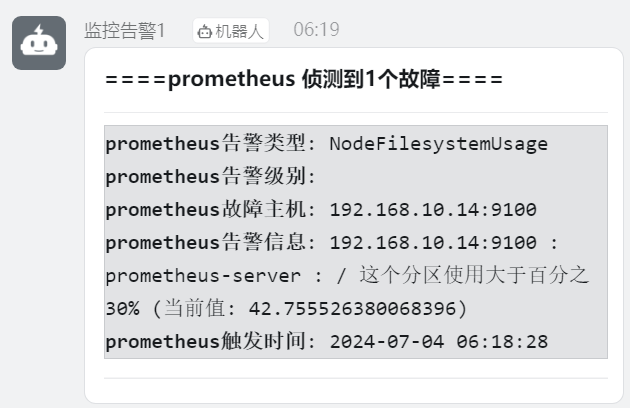 监控告警1 机器人 06:19
====prometheus 侦测到1个故障====
prometheus告警类型: NodeFilesystemUsage
prometheus告警级别:
prometheus故障主机: 192.168.10.14:9100
prometheus告警信息: 192.168.10.14:9100 :
prometheus-server : / 这个分区使用大于百分之
30% (当前值: 42.755526380068396)
prometheus触发时间: 2024-07-04 06:18:28